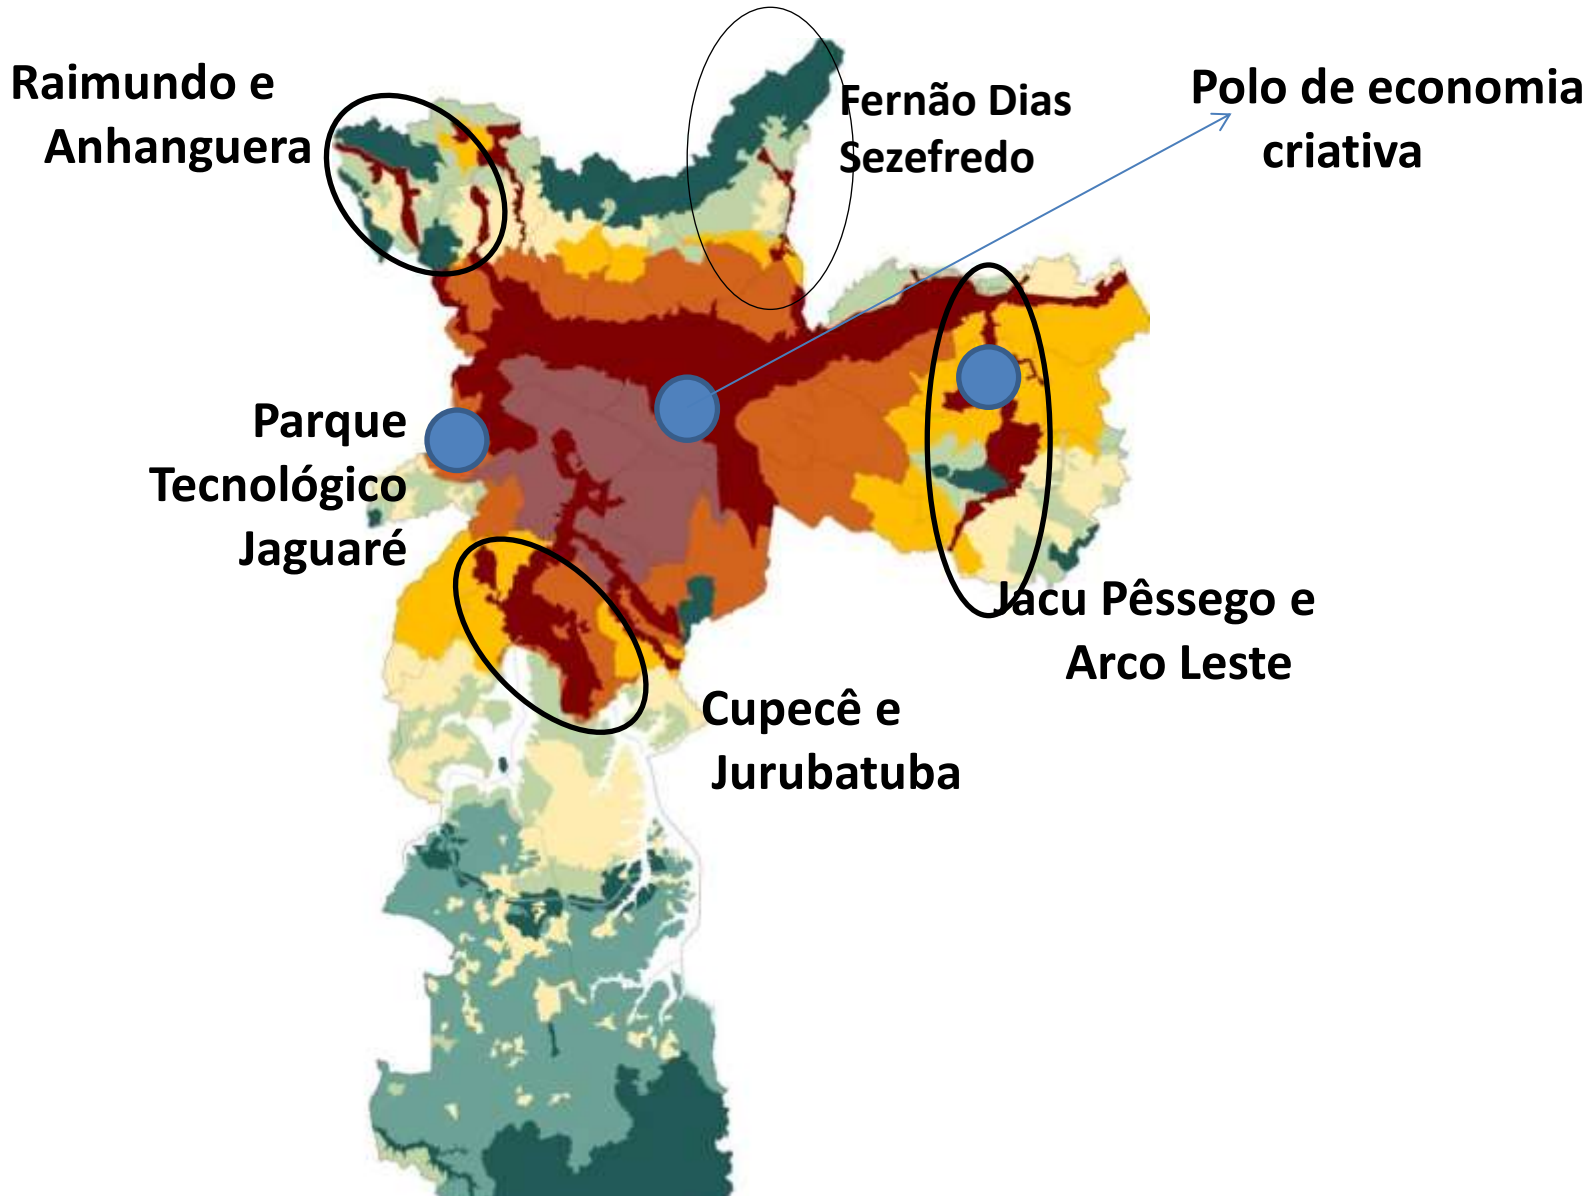 Raimundo e
Anhanguera
Fernão Dias
Sezefredo
Polo de economia
criativa
Parque
Tecnológico
Jaguaré
Jacu Pêssego e
Arco Leste
Cupecê e
Jurubatuba